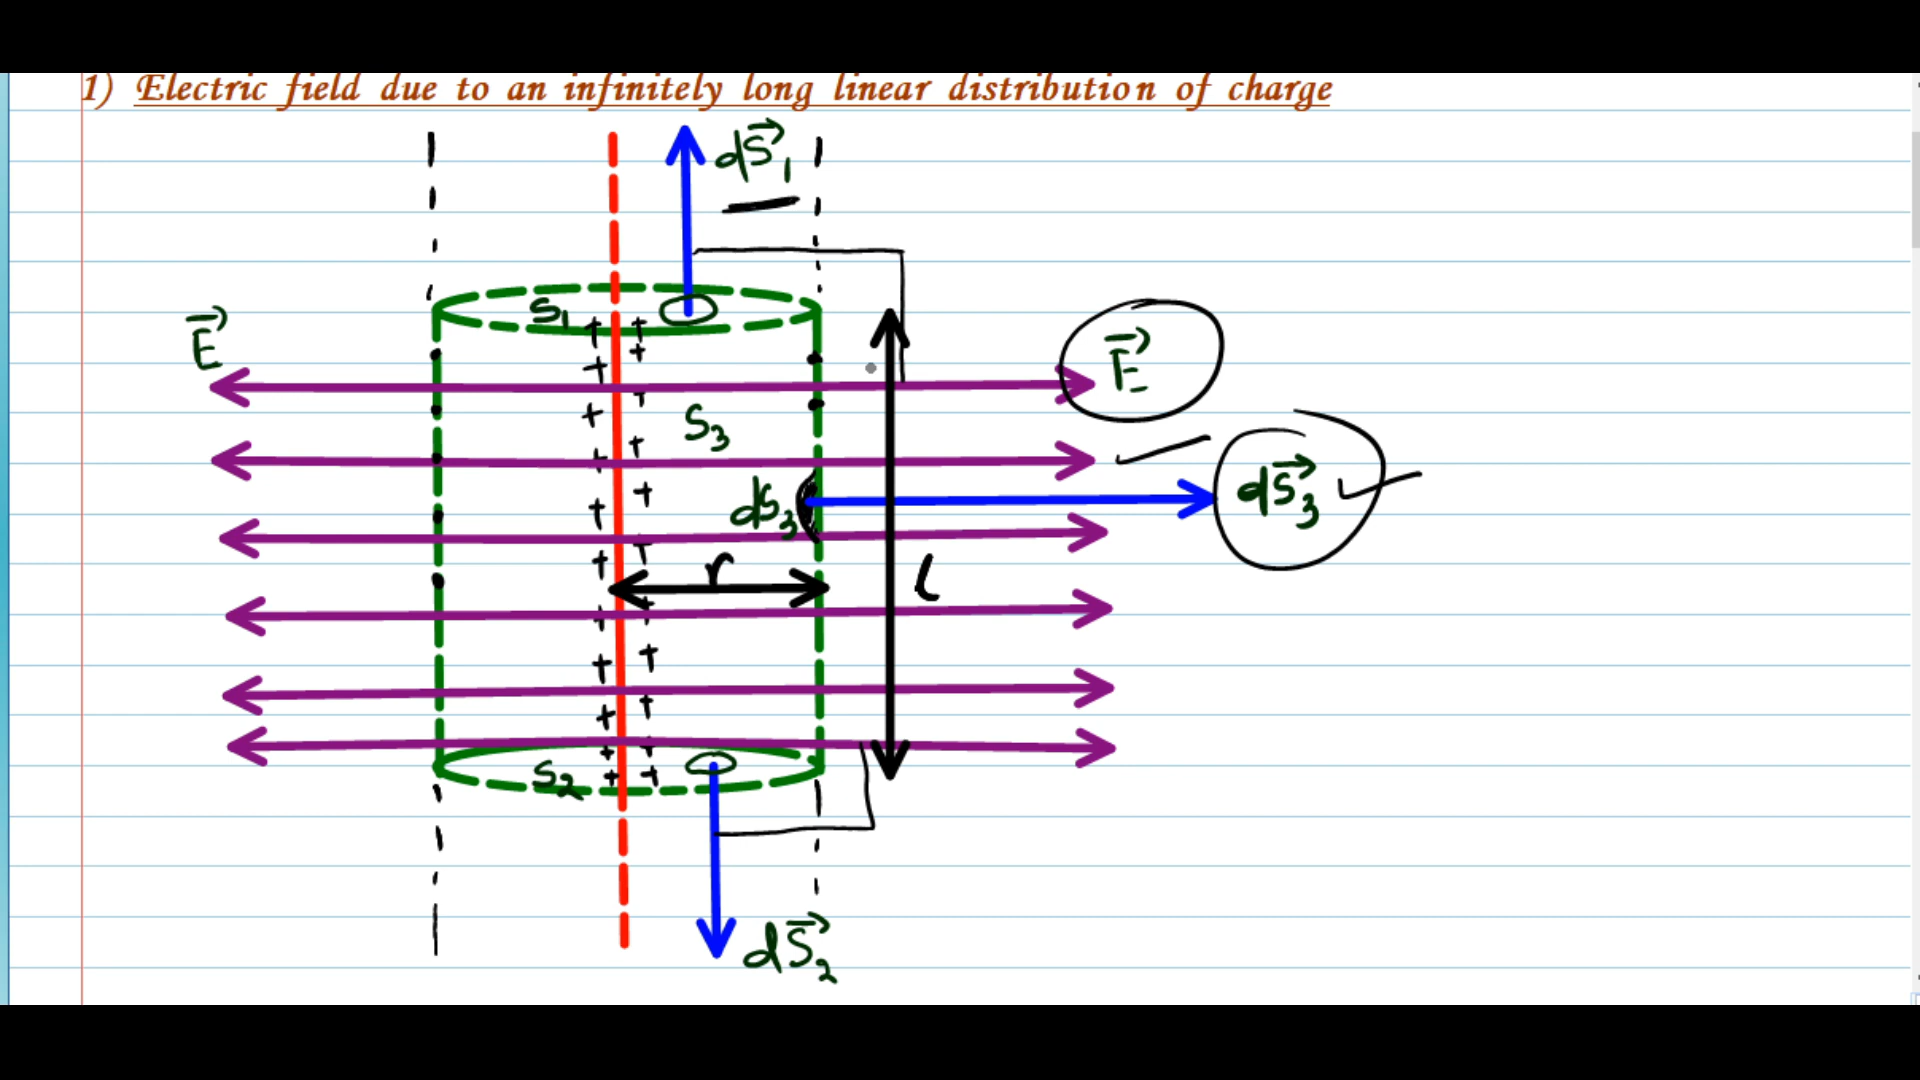 1) Electric field due to an infinitely long linear distribution of charge
dS⃗₁
S₁
E⃗
E⃗
S₃
dS₃
dS⃗₃
r
l
S₂
dS⃗₂